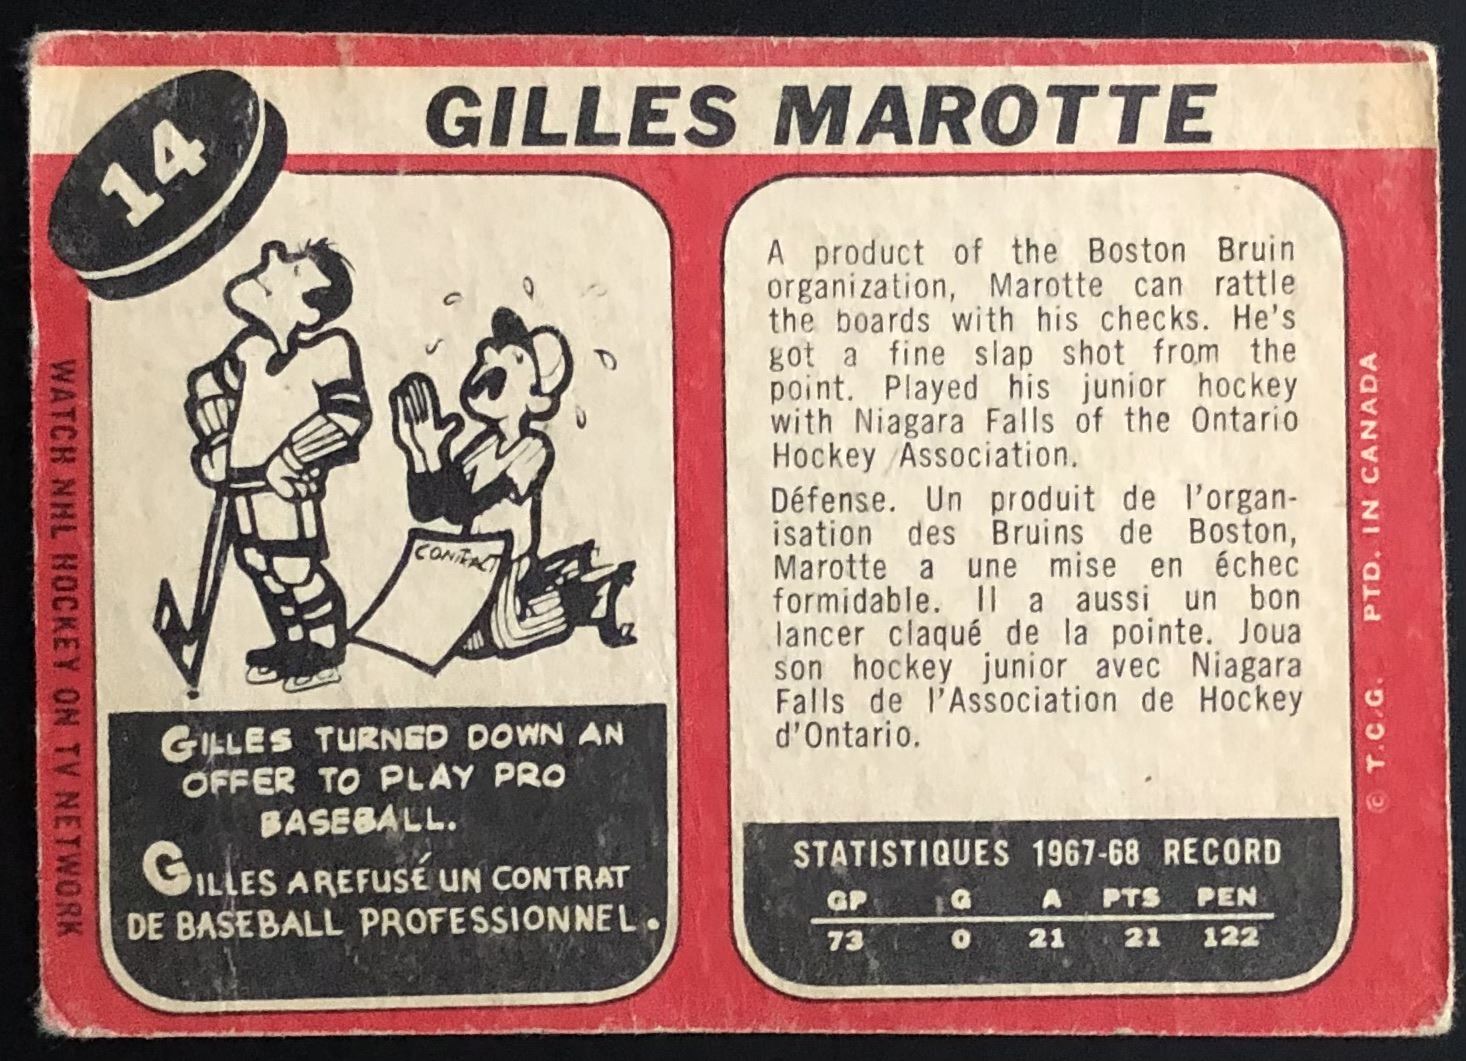 14
GILLES MAROTTE
CONTRACT
GILLES TURNED DOWN AN
OFFER TO PLAY PRO
BASEBALL.
GILLES A REFUSÉ UN CONTRAT
DE BASEBALL PROFESSIONNEL.
A product of the Boston Bruin
organization, Marotte can rattle
the boards with his checks. He's
got a fine slap shot from the
point. Played his junior hockey
with Niagara Falls of the Ontario
Hockey Association.
Défense. Un produit de l'organ-
isation des Bruins de Boston,
Marotte a une mise en échec
formidable. Il a aussi un bon
lancer claqué de la pointe. Joua
son hockey junior avec Niagara
Falls de l'Association de Hockey
d'Ontario.
STATISTIQUES 1967-68 RECORD
GP G A PTS PEN
73 0 21 21 122
WATCH NHL HOCKEY ON TV NETWORK
© T.C.G. PTD. IN CANADA